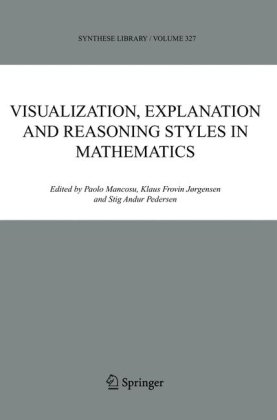 SYNTHESE LIBRARY / VOLUME 327
VISUALIZATION, EXPLANATION
AND REASONING STYLES IN
MATHEMATICS
Edited by Paolo Mancosu, Klaus Frovin Jørgensen
and Stig Andur Pedersen
Springer